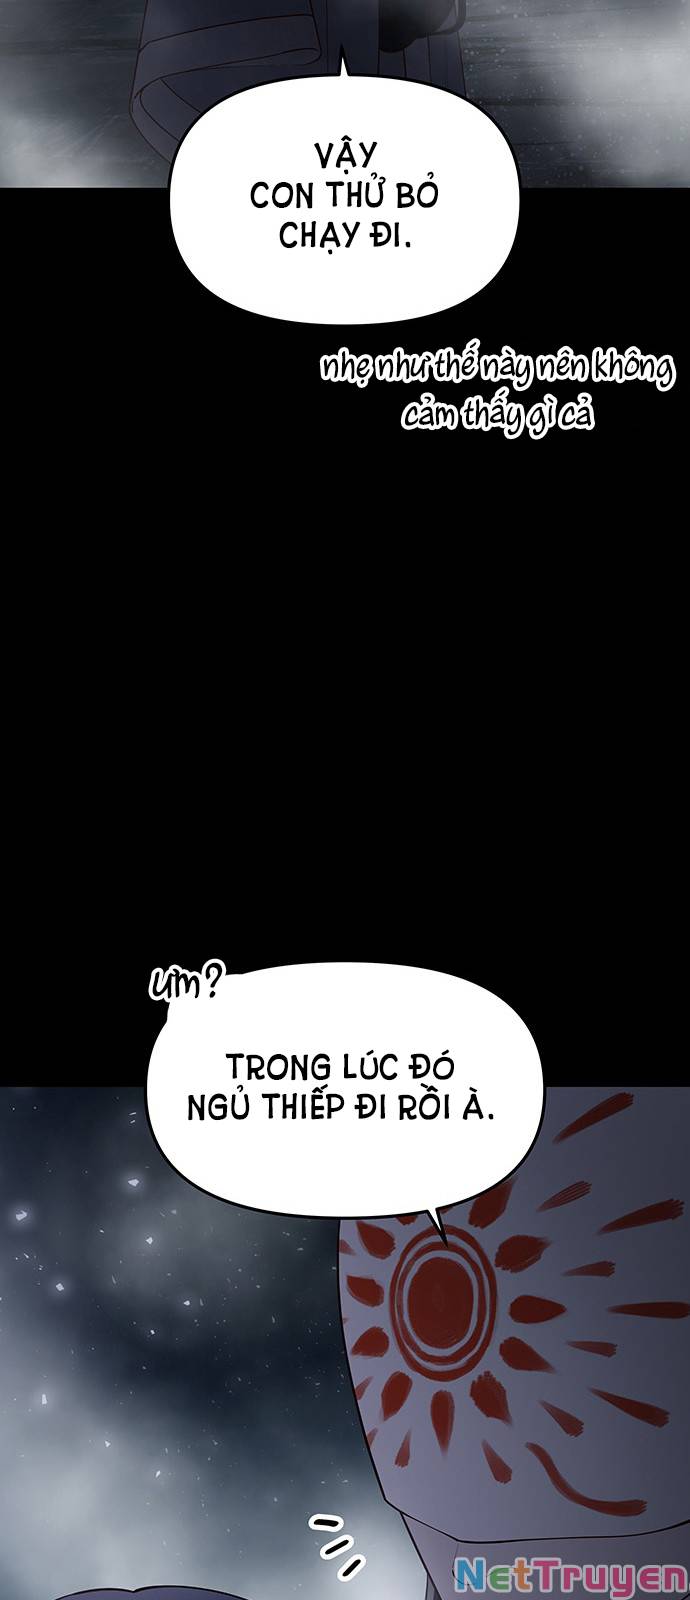 VẬY
CON THỬ BỎ
CHẠY ĐI.
nhẹ như thế này nên không
cảm thấy gì cả
ưm?
TRONG LÚC ĐÓ
NGỦ THIẾP ĐI RỒI À.
NetTruyen